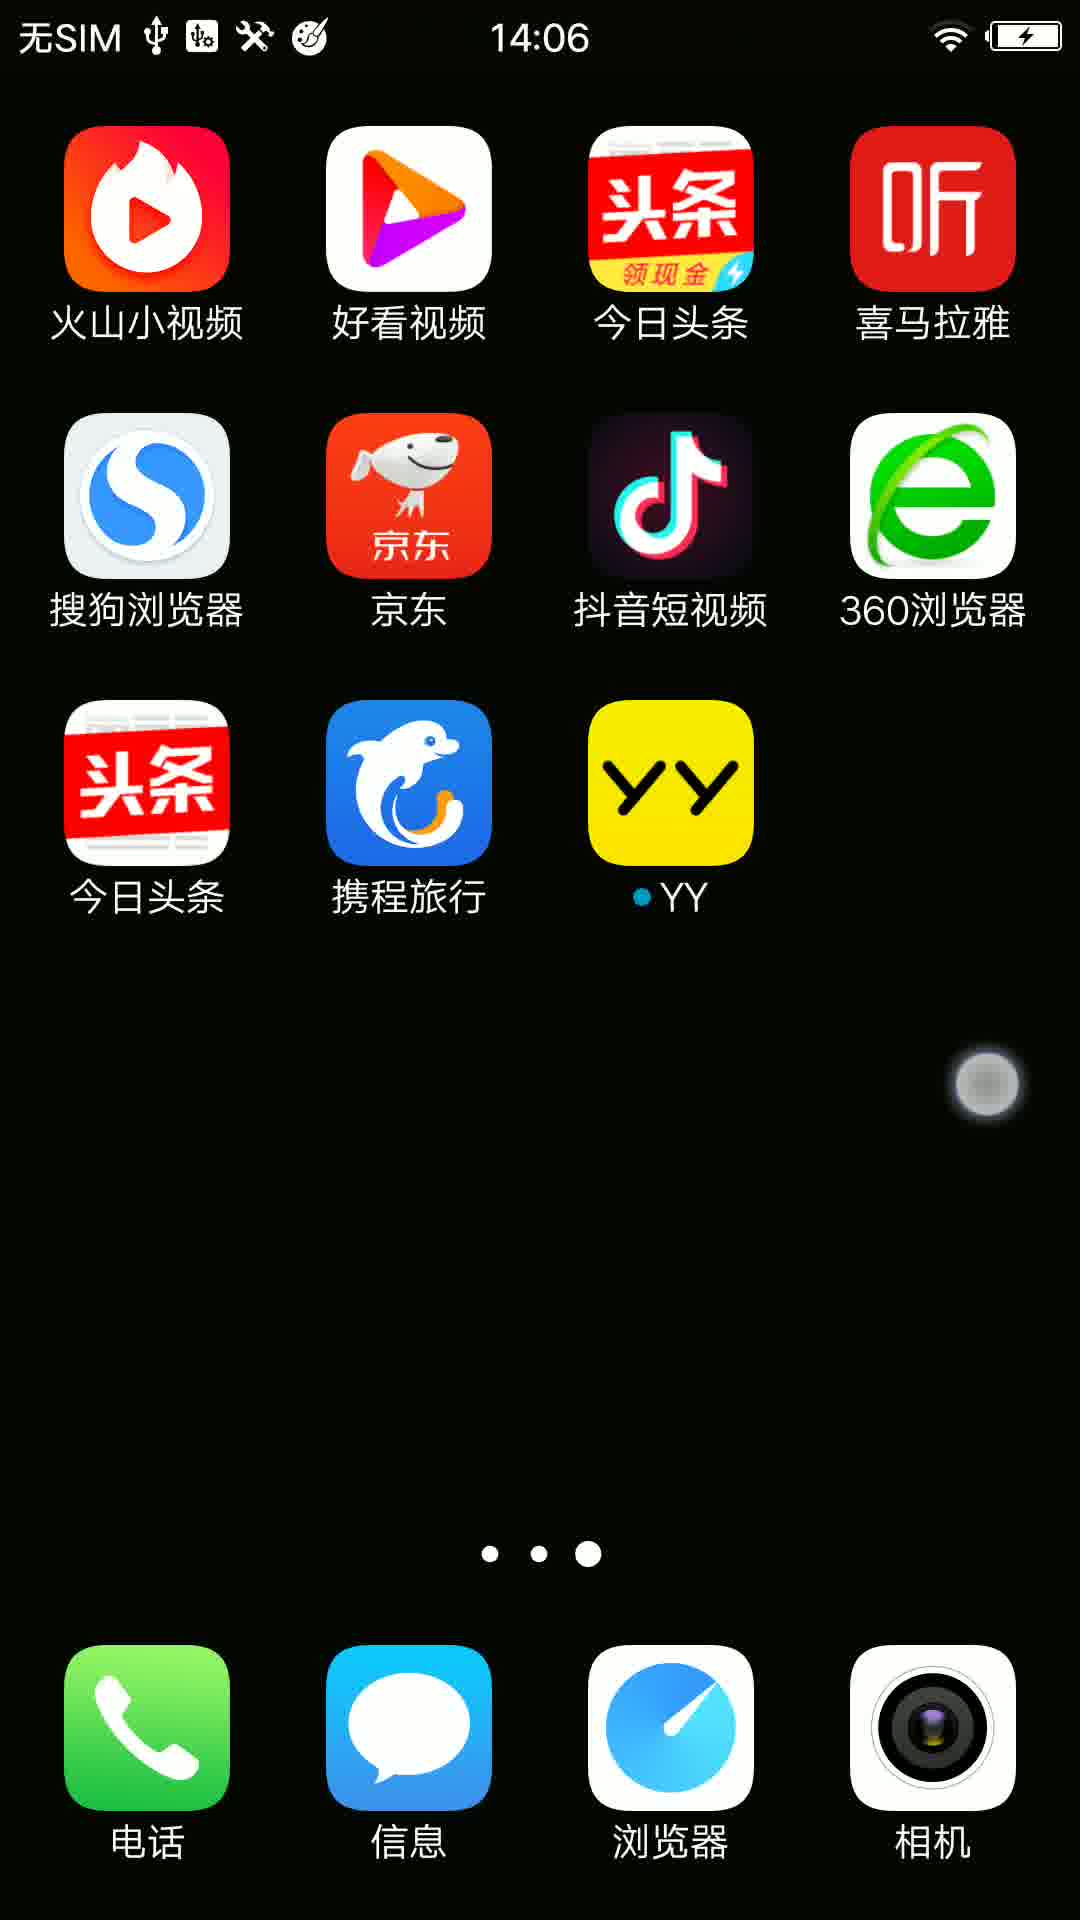 无SIM 14:06
头条
领现金
听
火山小视频 好看视频 今日头条 喜马拉雅
京东
搜狗浏览器 京东 抖音短视频 360浏览器
头条
YY
今日头条 携程旅行 YY
电话 信息 浏览器 相机